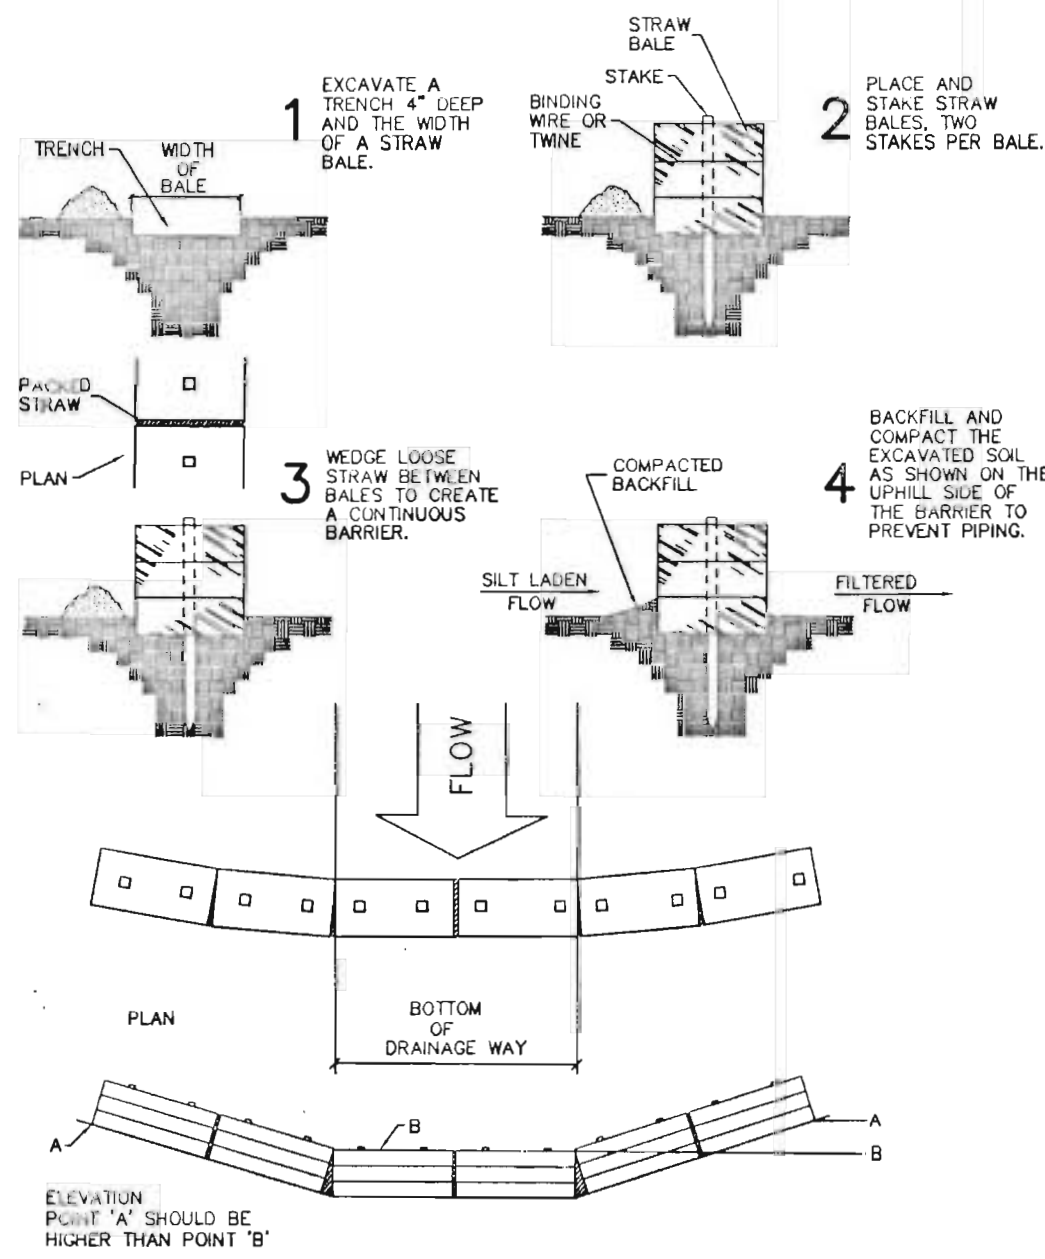 1
EXCAVATE A
TRENCH 4" DEEP
AND THE WIDTH
OF A STRAW
BALE.
TRENCH
WIDTH
OF
BALE
STRAW
BALE
STAKE
BINDING
WIRE OR
TWINE
2
PLACE AND
STAKE STRAW
BALES, TWO
STAKES PER BALE.
PACKED
STRAW
PLAN
3
WEDGE LOOSE
STRAW BETWEEN
BALES TO CREATE
A CONTINUOUS
BARRIER.
COMPACTED
BACKFILL
4
BACKFILL AND
COMPACT THE
EXCAVATED SOIL
AS SHOWN ON THE
UPHILL SIDE OF
THE BARRIER TO
PREVENT PIPING.
SILT LADEN
FLOW
FILTERED
FLOW
FLOW
PLAN
BOTTOM
OF
DRAINAGE WAY
A
B
A
B
ELEVATION
POINT 'A' SHOULD BE
HIGHER THAN POINT 'B'